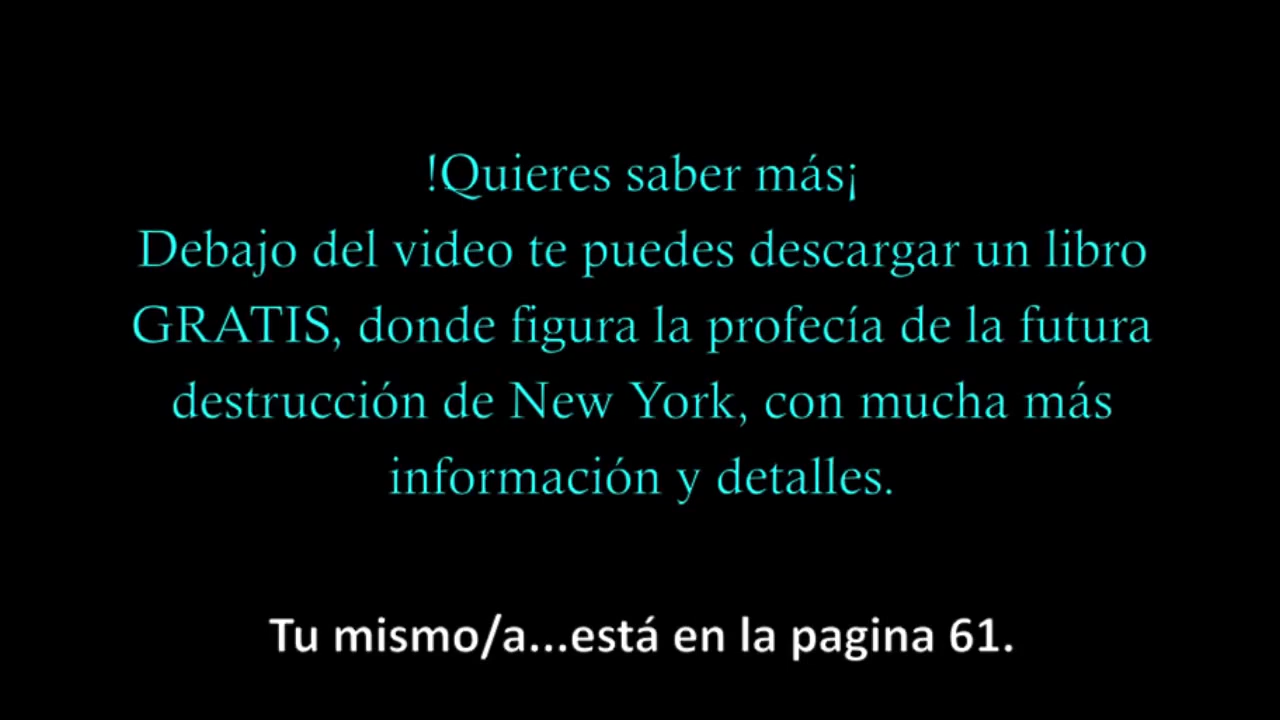 !Quieres saber más¡
Debajo del video te puedes descargar un libro
GRATIS, donde figura la profecía de la futura
destrucción de New York, con mucha más
información y detalles.
Tu mismo/a...está en la pagina 61.